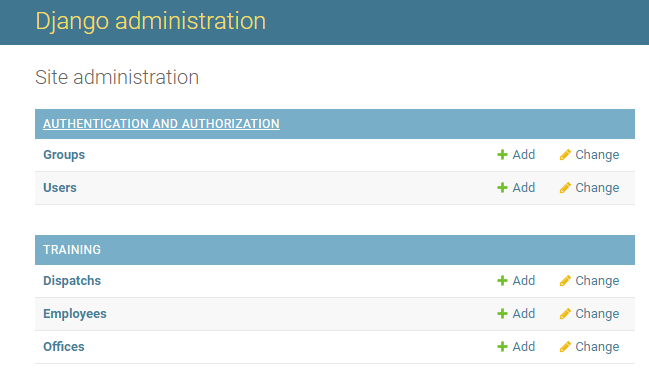 Django administration
Site administration
AUTHENTICATION AND AUTHORIZATION
Groups Add Change
Users Add Change
TRAINING
Dispatchs Add Change
Employees Add Change
Offices Add Change